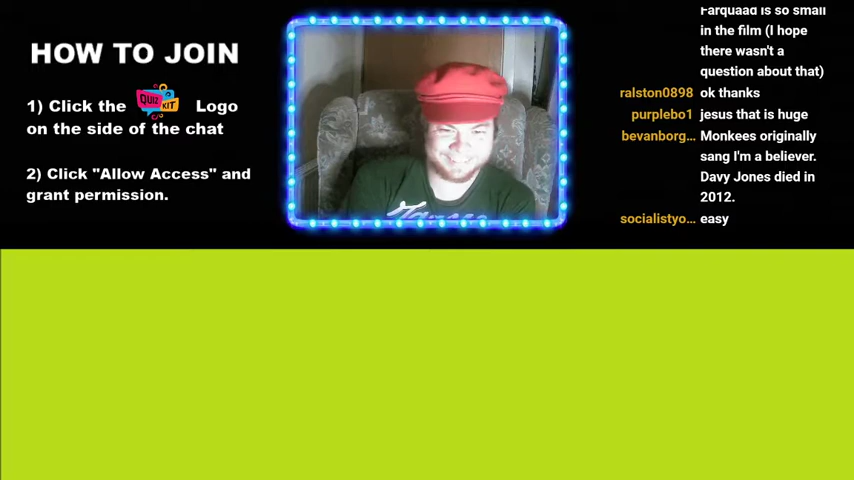 HOW TO JOIN
1) Click the QUIZ KIT Logo
on the side of the chat
2) Click "Allow Access" and
grant permission.
Farquaad is so small
in the film (I hope
there wasn't a
question about that)
ralston0898 ok thanks
purplebo1 jesus that is huge
bevanborg... Monkees originally
sang I'm a believer.
Davy Jones died in
2012.
socialistyo... easy